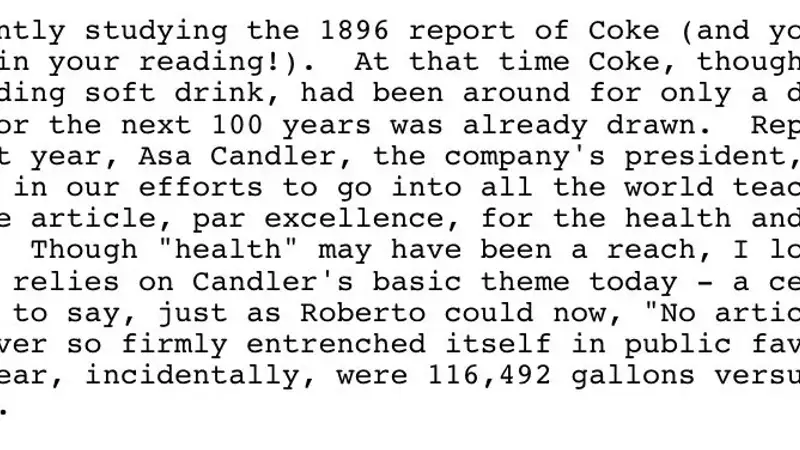 ntly studying the 1896 report of Coke (and yo
in your reading!).  At that time Coke, though
ding soft drink, had been around for only a d
or the next 100 years was already drawn.  Rep
t year, Asa Candler, the company's president,
in our efforts to go into all the world teac
e article, par excellence, for the health and
Though "health" may have been a reach, I lo
relies on Candler's basic theme today - a ce
to say, just as Roberto could now, "No artic
ver so firmly entrenched itself in public fav
ear, incidentally, were 116,492 gallons versu
.